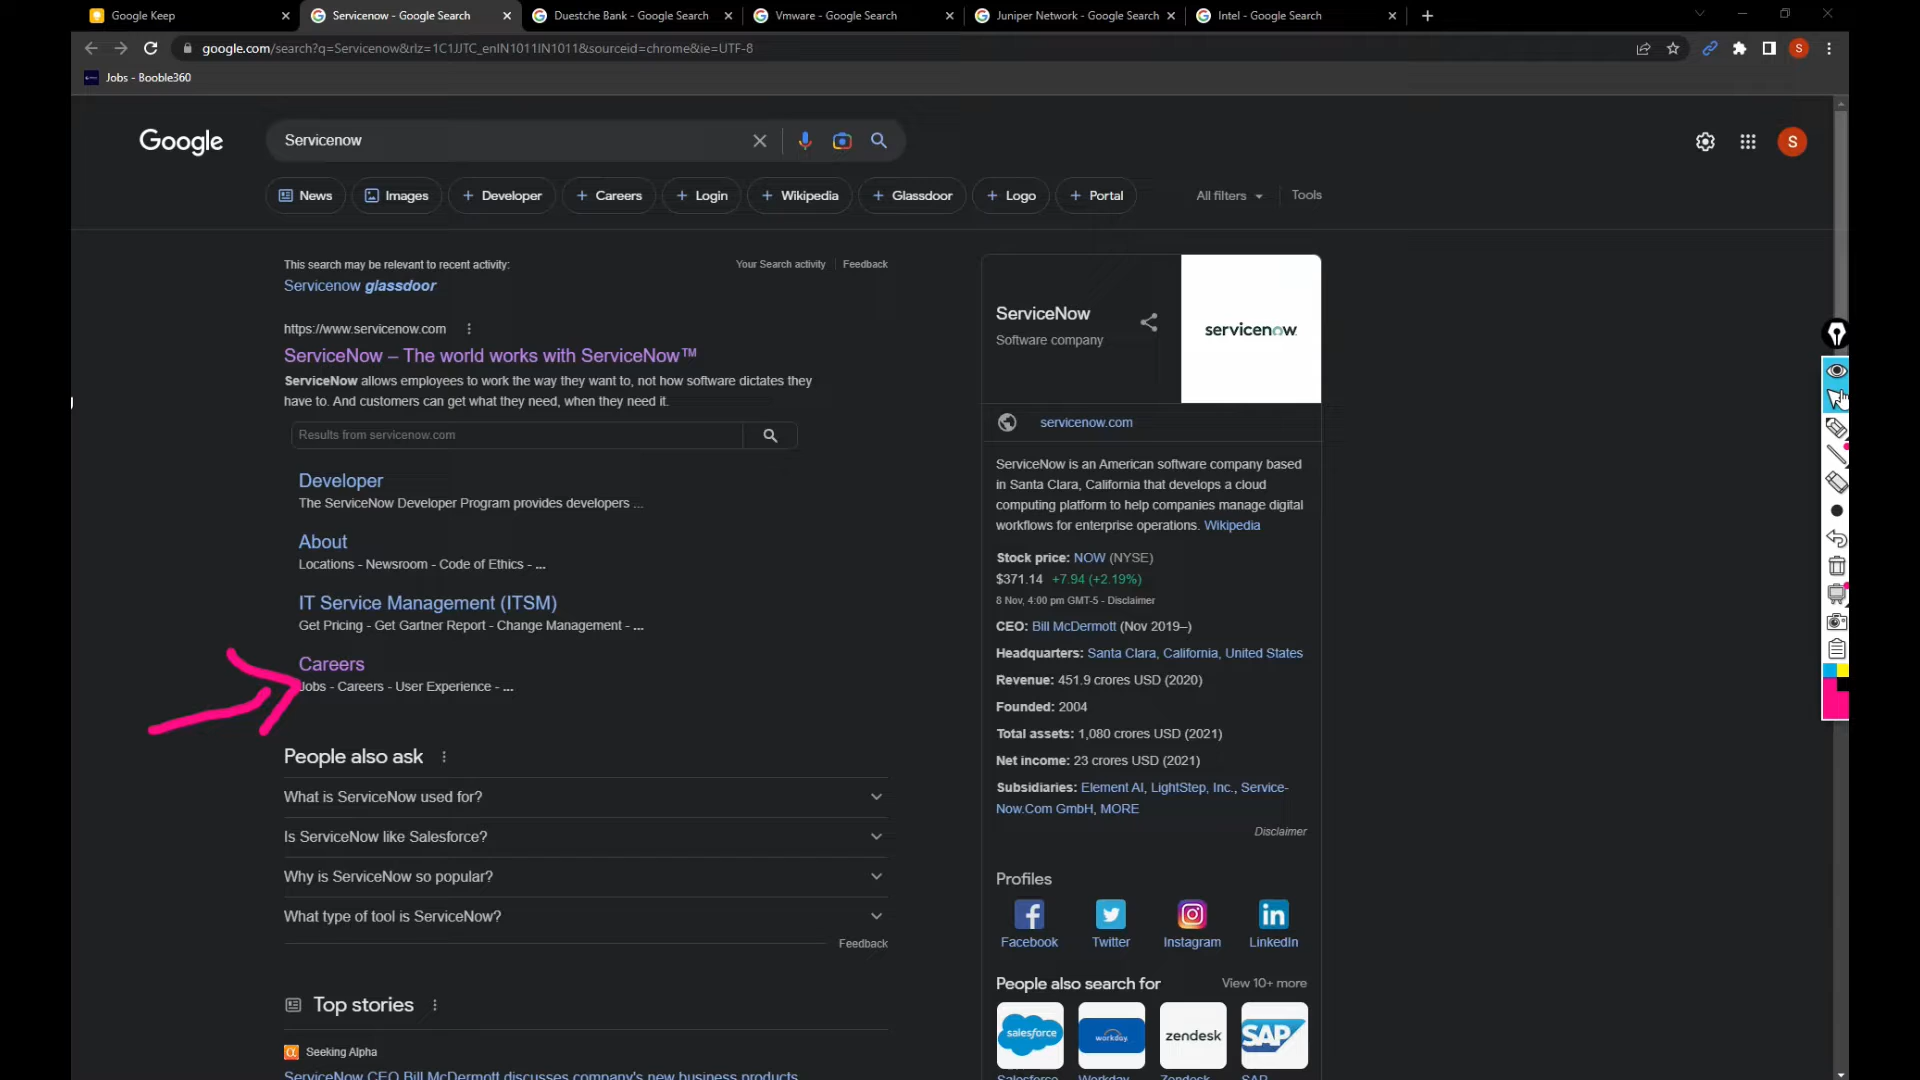 Google Keep
Servicenow - Google Search
Duestche Bank - Google Search
Vmware - Google Search
Juniper Network - Google Search
Intel - Google Search
google.com/search?q=Servicenow&rlz=1C1JJTC_enIN1011IN1011&sourceid=chrome&ie=UTF-8
S
Jobs - Booble360
Google
Servicenow
S
News
Images
+ Developer
+ Careers
+ Login
+ Wikipedia
+ Glassdoor
+ Logo
+ Portal
All filters
Tools
This search may be relevant to recent activity:
Your Search activity
Feedback
Servicenow glassdoor
https://www.servicenow.com
ServiceNow – The world works with ServiceNow™
ServiceNow allows employees to work the way they want to, not how software dictates they
have to. And customers can get what they need, when they need it.
Results from servicenow.com
Developer
The ServiceNow Developer Program provides developers ...
About
Locations - Newsroom - Code of Ethics - ...
IT Service Management (ITSM)
Get Pricing - Get Gartner Report - Change Management - ...
Careers
Jobs - Careers - User Experience - ...
People also ask
What is ServiceNow used for?
Is ServiceNow like Salesforce?
Why is ServiceNow so popular?
What type of tool is ServiceNow?
Feedback
Top stories
Seeking Alpha
ServiceNow CEO Bill McDermott discusses company's new business products
ServiceNow
Software company
servicenow
servicenow.com
ServiceNow is an American software company based
in Santa Clara, California that develops a cloud
computing platform to help companies manage digital
workflows for enterprise operations. Wikipedia
Stock price: NOW (NYSE)
$371.14 +7.94 (+2.19%)
8 Nov, 4:00 pm GMT-5 - Disclaimer
CEO: Bill McDermott (Nov 2019–)
Headquarters: Santa Clara, California, United States
Revenue: 451.9 crores USD (2020)
Founded: 2004
Total assets: 1,080 crores USD (2021)
Net income: 23 crores USD (2021)
Subsidiaries: Element AI, LightStep, Inc., Service-
Now.Com GmbH, MORE
Disclaimer
Profiles
Facebook
Twitter
Instagram
LinkedIn
People also search for
View 10+ more
salesforce
workday
zendesk
SAP
Salesforce
Workday
Zendesk
SAP